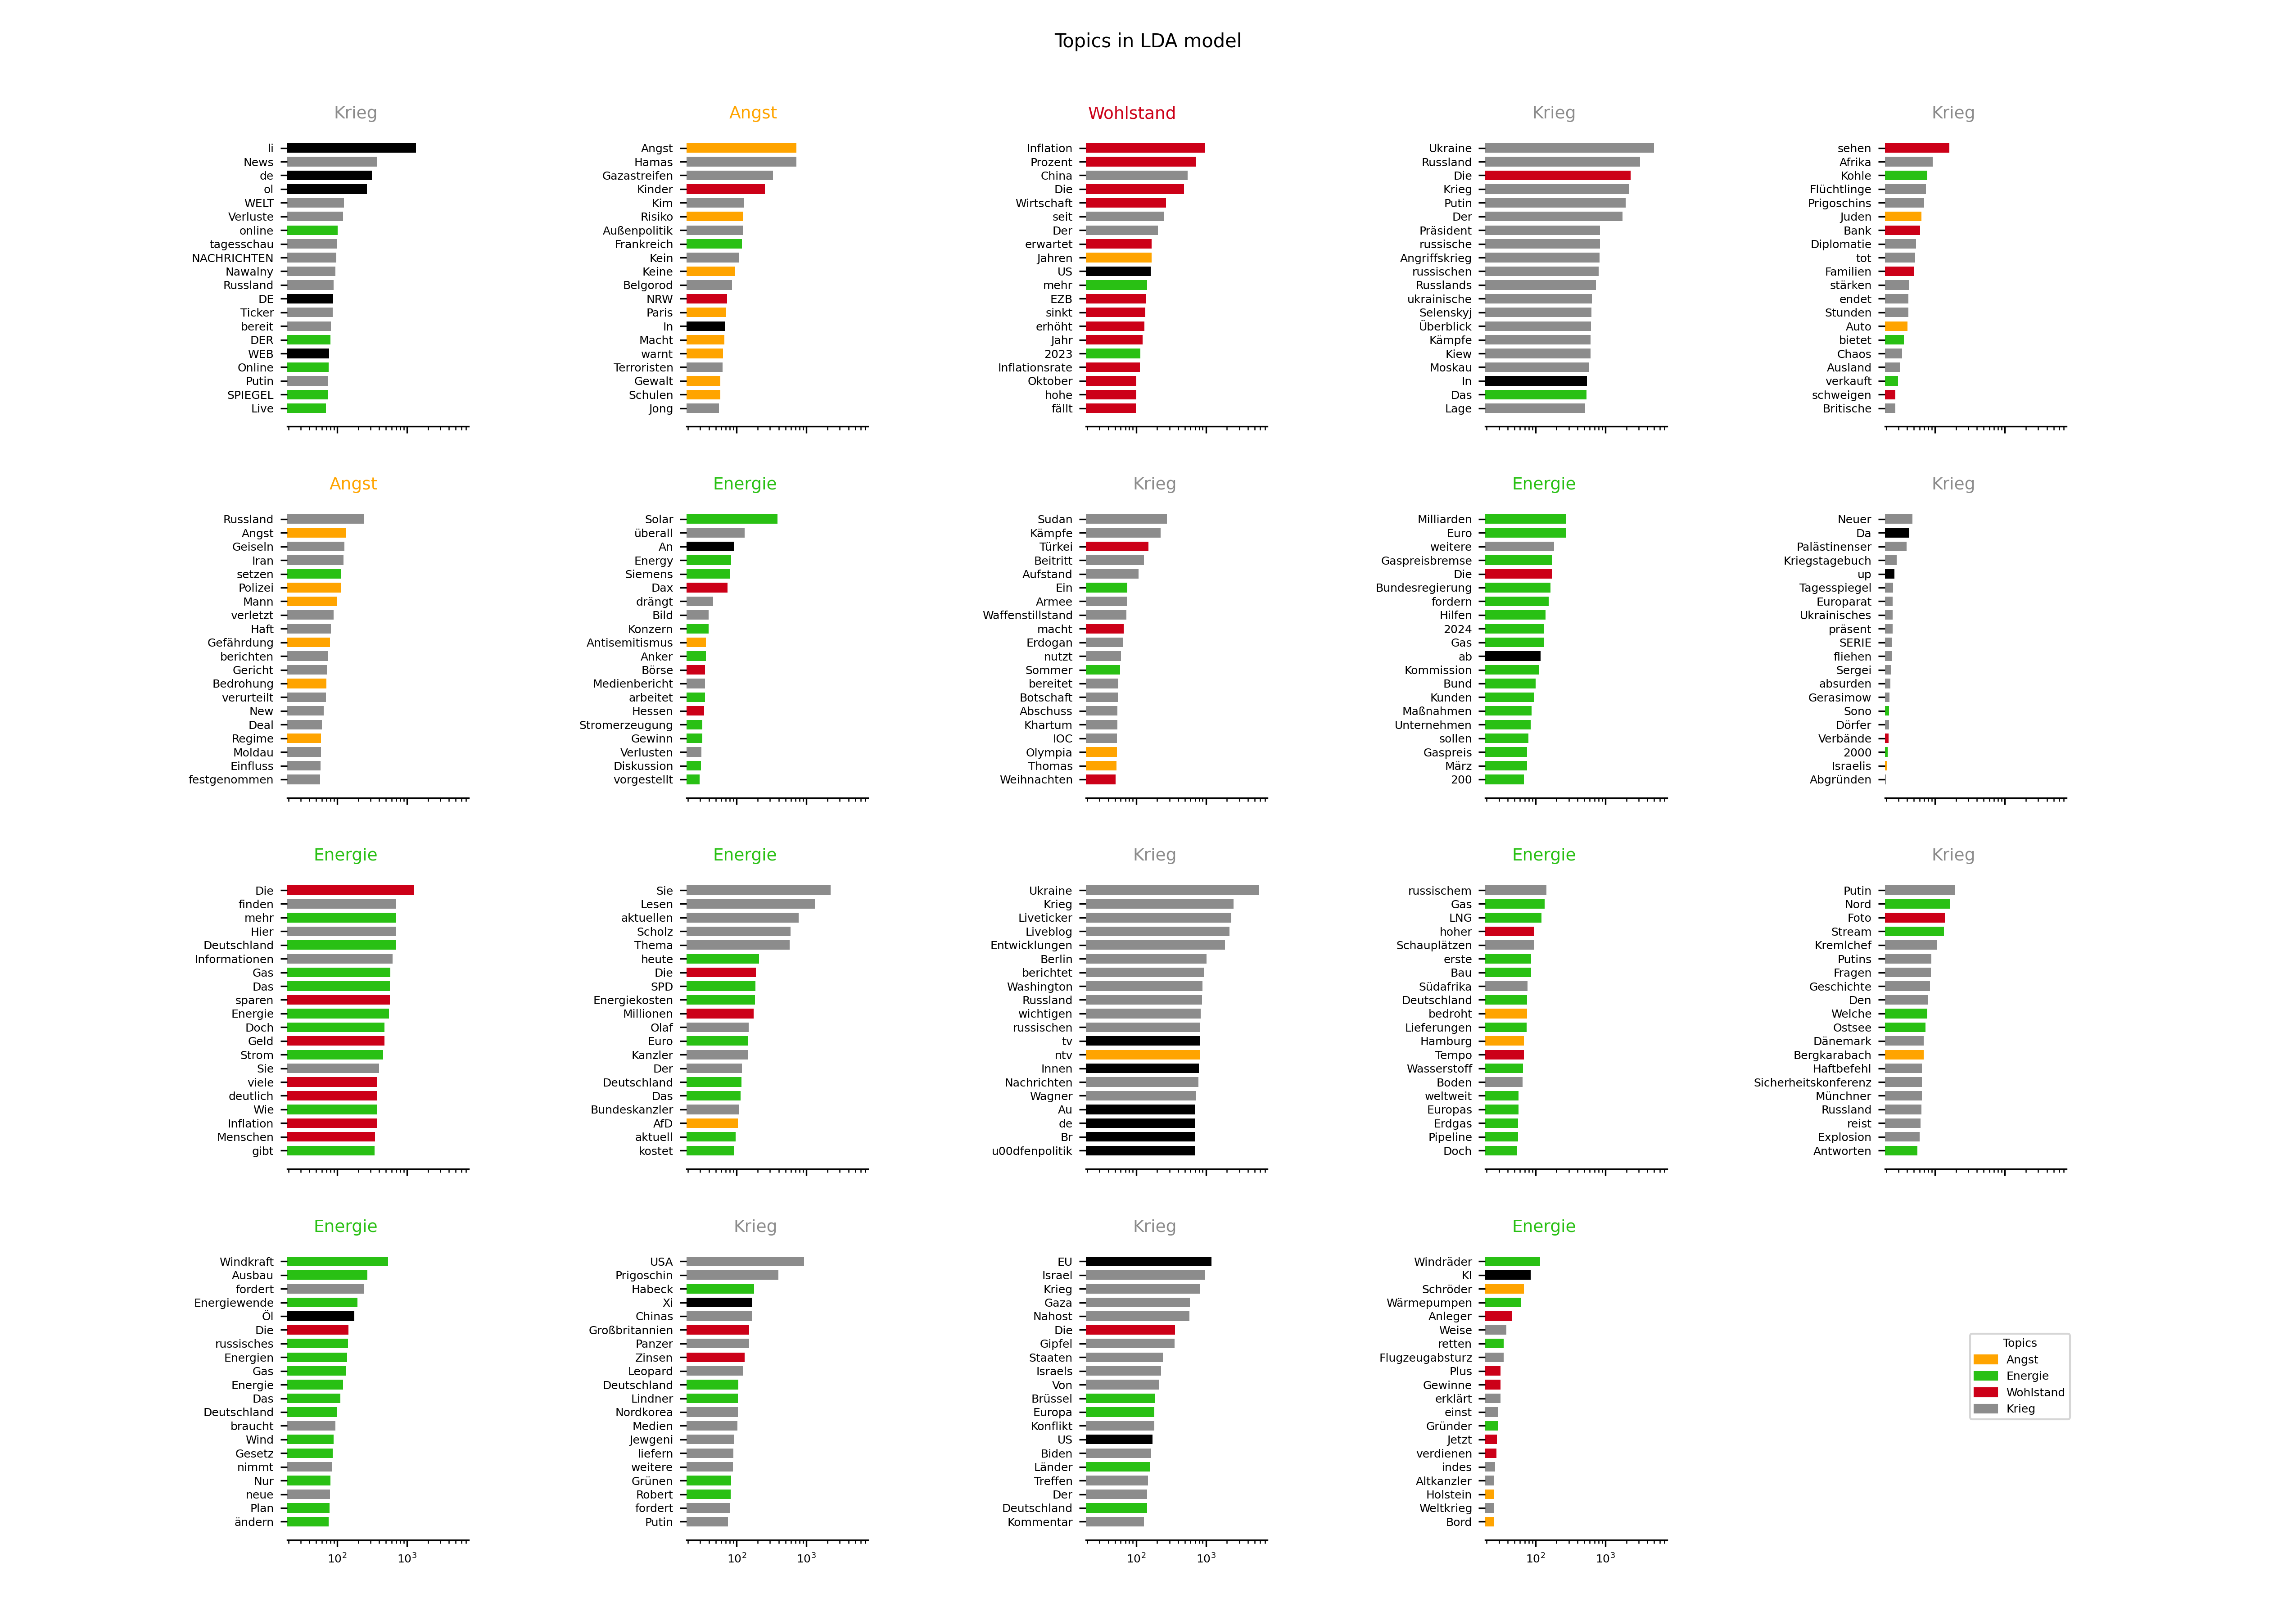 Topics in LDA model
Krieg
li
News
de
ol
WELT
Verluste
online
tagesschau
NACHRICHTEN
Nawalny
Russland
DE
Ticker
bereit
DER
WEB
Online
Putin
SPIEGEL
Live
Angst
Angst
Hamas
Gazastreifen
Kinder
Kim
Risiko
Außenpolitik
Frankreich
Kein
Keine
Belgorod
NRW
Paris
In
Macht
warnt
Terroristen
Gewalt
Schulen
Jong
Wohlstand
Inflation
Prozent
China
Die
Wirtschaft
seit
Der
erwartet
Jahren
US
mehr
EZB
sinkt
erhöht
Jahr
2023
Inflationsrate
Oktober
hohe
fällt
Krieg
Ukraine
Russland
Die
Krieg
Putin
Der
Präsident
russische
Angriffskrieg
russischen
Russlands
ukrainische
Selenskyj
Überblick
Kämpfe
Kiew
Moskau
In
Das
Lage
Krieg
sehen
Afrika
Kohle
Flüchtlinge
Prigoschins
Juden
Bank
Diplomatie
tot
Familien
stärken
endet
Stunden
Auto
bietet
Chaos
Ausland
verkauft
schweigen
Britische
Angst
Russland
Angst
Geiseln
Iran
setzen
Polizei
Mann
verletzt
Haft
Gefährdung
berichten
Gericht
Bedrohung
verurteilt
New
Deal
Regime
Moldau
Einfluss
festgenommen
Energie
Solar
überall
An
Energy
Siemens
Dax
drängt
Bild
Konzern
Antisemitismus
Anker
Börse
Medienbericht
arbeitet
Hessen
Stromerzeugung
Gewinn
Verlusten
Diskussion
vorgestellt
Krieg
Sudan
Kämpfe
Türkei
Beitritt
Aufstand
Ein
Armee
Waffenstillstand
macht
Erdogan
nutzt
Sommer
bereitet
Botschaft
Abschuss
Khartum
IOC
Olympia
Thomas
Weihnachten
Energie
Milliarden
Euro
weitere
Gaspreisbremse
Die
Bundesregierung
fordern
Hilfen
2024
Gas
ab
Kommission
Bund
Kunden
Maßnahmen
Unternehmen
sollen
Gaspreis
März
200
Krieg
Neuer
Da
Palästinenser
Kriegstagebuch
up
Tagesspiegel
Europarat
Ukrainisches
präsent
SERIE
fliehen
Sergei
absurden
Gerasimow
Sono
Dörfer
Verbände
2000
Israelis
Abgründen
Energie
Die
finden
mehr
Hier
Deutschland
Informationen
Gas
Das
sparen
Energie
Doch
Geld
Strom
Sie
viele
deutlich
Wie
Inflation
Menschen
gibt
Energie
Sie
Lesen
aktuellen
Scholz
Thema
heute
Die
SPD
Energiekosten
Millionen
Olaf
Euro
Kanzler
Der
Deutschland
Das
Bundeskanzler
AfD
aktuell
kostet
Krieg
Ukraine
Krieg
Liveticker
Liveblog
Entwicklungen
Berlin
berichtet
Washington
Russland
wichtigen
russischen
tv
ntv
Innen
Nachrichten
Wagner
Au
de
Br
u00dfenpolitik
Energie
russischem
Gas
LNG
hoher
Schauplätzen
erste
Bau
Südafrika
Deutschland
bedroht
Lieferungen
Hamburg
Tempo
Wasserstoff
Boden
weltweit
Europas
Erdgas
Pipeline
Doch
Krieg
Putin
Nord
Foto
Stream
Kremlchef
Putins
Fragen
Geschichte
Den
Welche
Ostsee
Dänemark
Bergkarabach
Haftbefehl
Sicherheitskonferenz
Münchner
Russland
reist
Explosion
Antworten
Energie
Windkraft
Ausbau
fordert
Energiewende
Öl
Die
russisches
Energien
Gas
Energie
Das
Deutschland
braucht
Wind
Gesetz
nimmt
Nur
neue
Plan
ändern
10² 10³
Krieg
USA
Prigoschin
Habeck
Xi
Chinas
Großbritannien
Panzer
Zinsen
Leopard
Deutschland
Lindner
Nordkorea
Medien
Jewgeni
liefern
weitere
Grünen
Robert
fordert
Putin
10² 10³
Krieg
EU
Israel
Krieg
Gaza
Nahost
Die
Gipfel
Staaten
Israels
Von
Brüssel
Europa
Konflikt
US
Biden
Länder
Treffen
Der
Deutschland
Kommentar
10² 10³
Energie
Windräder
KI
Schröder
Wärmepumpen
Anleger
Weise
retten
Flugzeugabsturz
Plus
Gewinne
erklärt
einst
Gründer
Jetzt
verdienen
indes
Altkanzler
Holstein
Weltkrieg
Bord
10² 10³
Topics
Angst
Energie
Wohlstand
Krieg